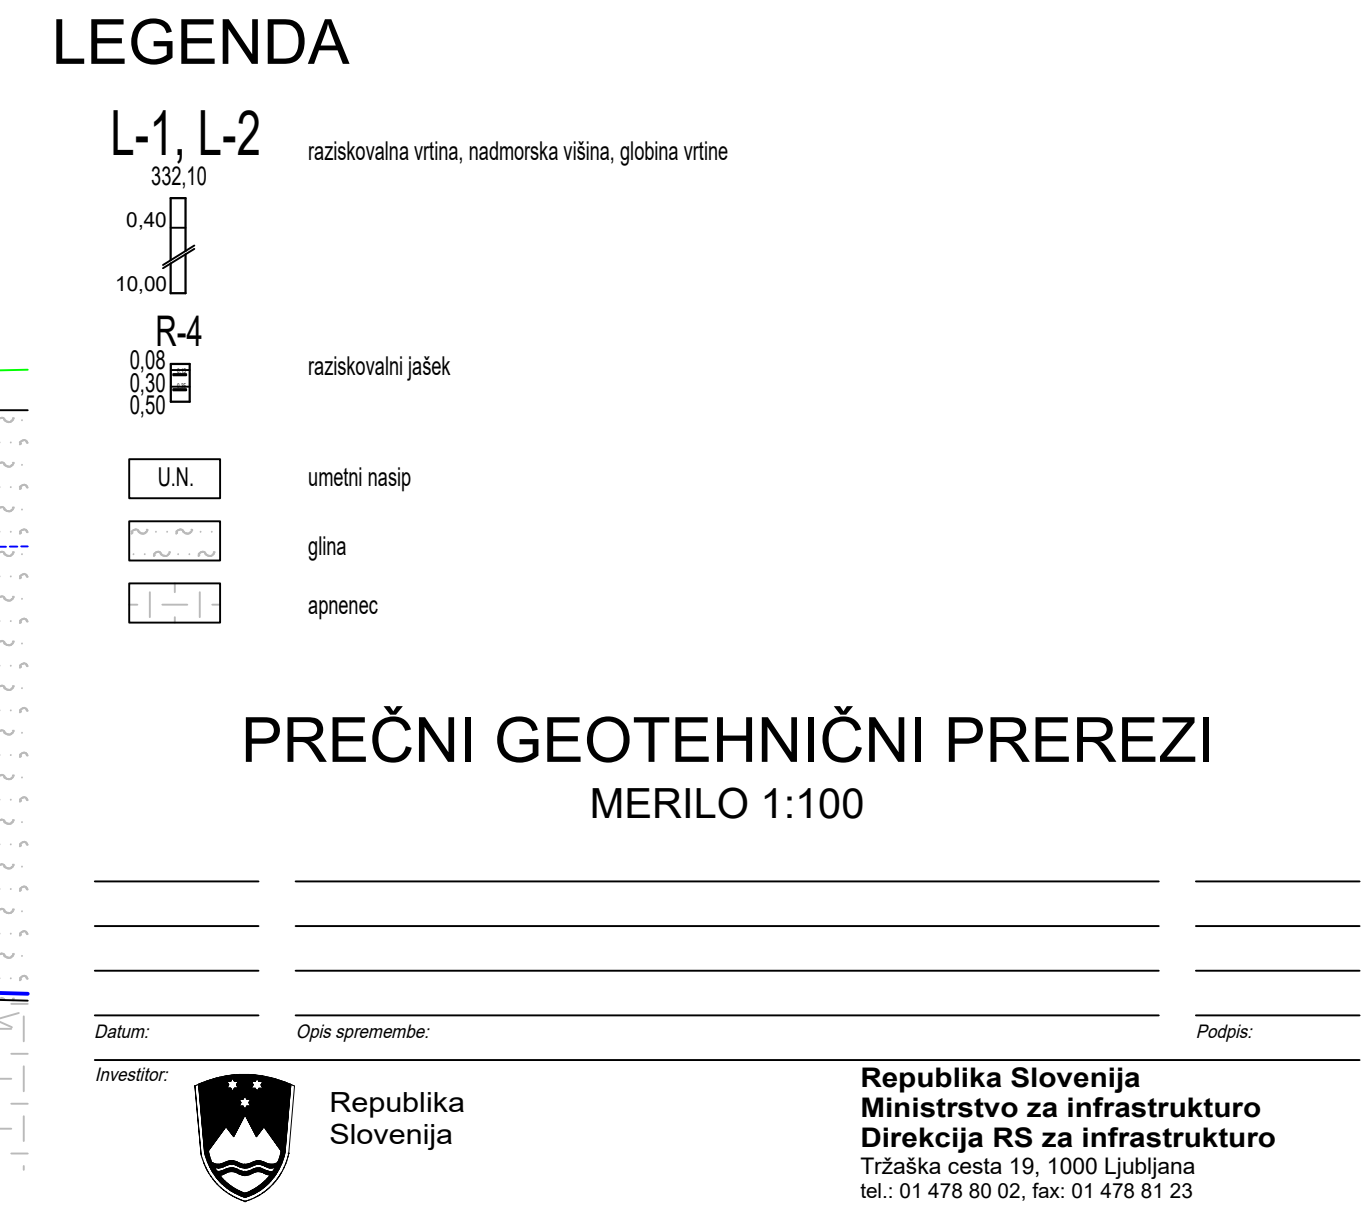 LEGENDA
L-1, L-2
raziskovalna vrtina, nadmorska višina, globina vrtine
332,10
0,40
10,00
R-4
0,08
raziskovalni jašek
0,30
0,50
U.N.
umetni nasip
glina
apnenec
PREČNI GEOTEHNIČNI PREREZI
MERILO 1:100
Datum:
Opis spremembe:
Podpis:
Investitor:
Republika
Slovenija
Republika Slovenija
Ministrstvo za infrastrukturo
Direkcija RS za infrastrukturo
Tržaška cesta 19, 1000 Ljubljana
tel.: 01 478 80 02, fax: 01 478 81 23